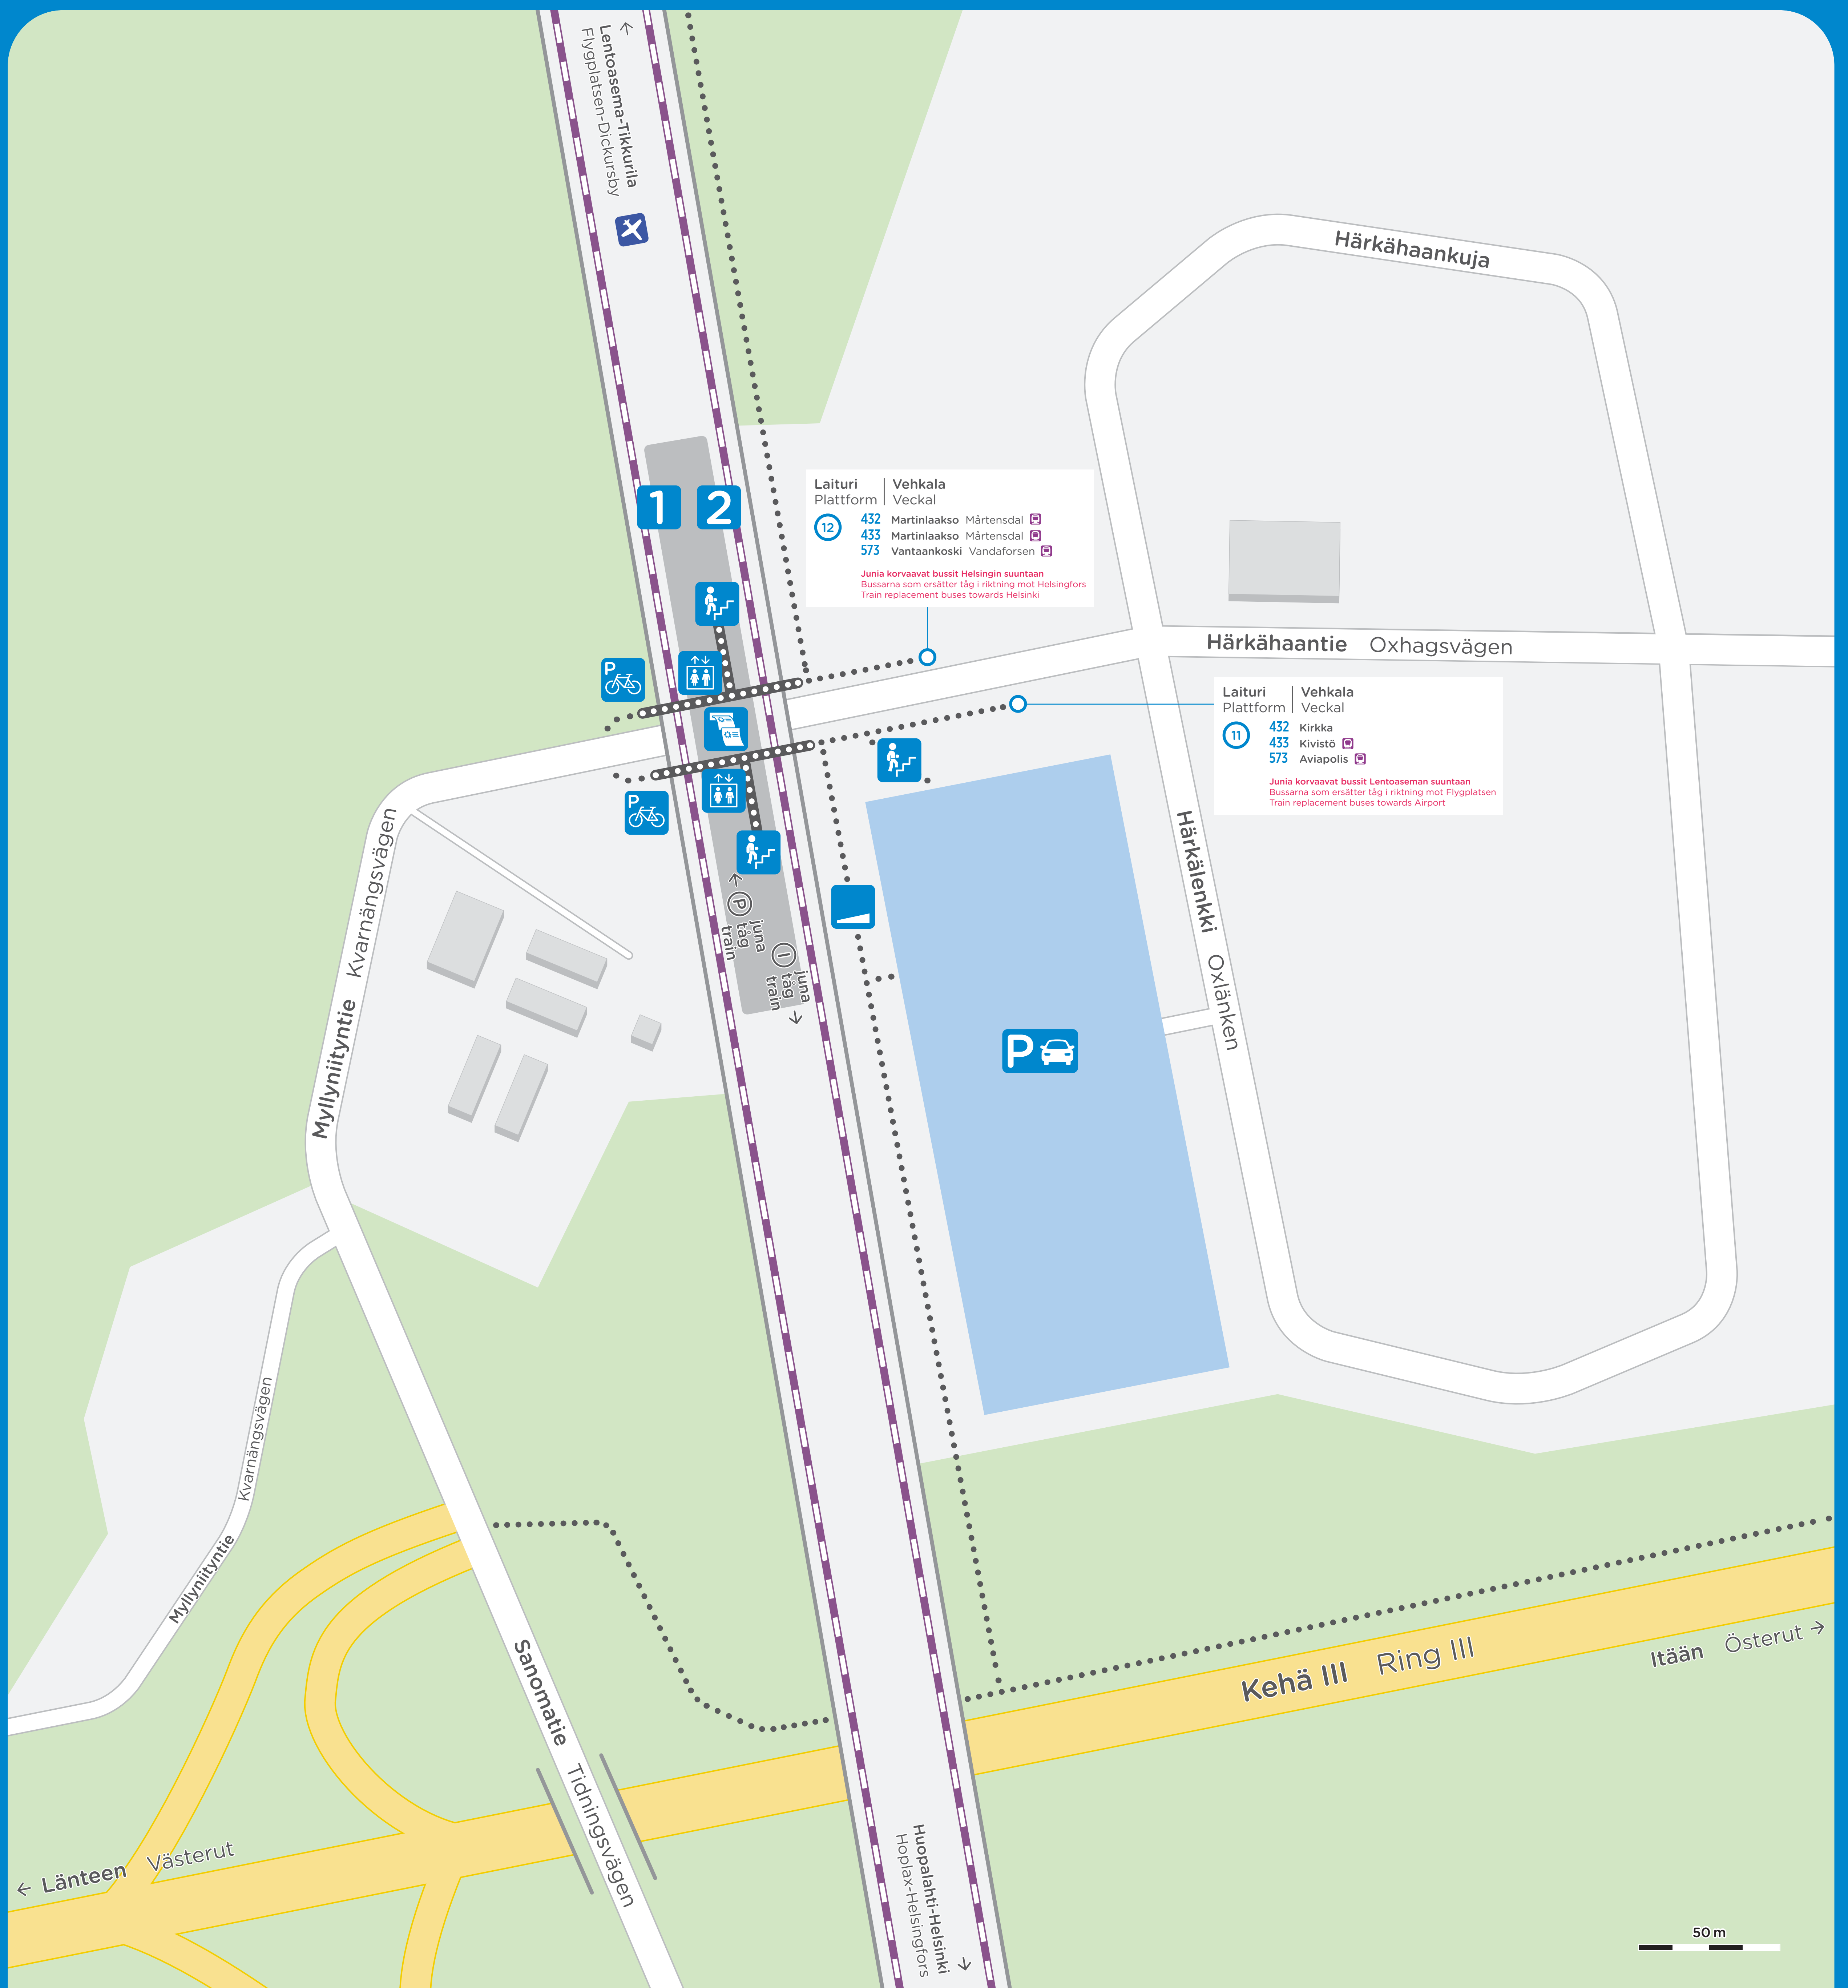 Lentoasema-Tikkurila
Flygplatsen-Dickursby
Härkähaankuja
1 2
Laituri Vehkala
Plattform Veckal
12
432 Martinlaakso Mårtensdal
433 Martinlaakso Mårtensdal
573 Vantaankoski Vandaforsen
Junia korvaavat bussit Helsingin suuntaan
Bussarna som ersätter tåg i riktning mot Helsingfors
Train replacement buses towards Helsinki
Härkähaantie Oxhagsvägen
P
Laituri Vehkala
Plattform Veckal
11
432 Kirkka
433 Kivistö
573 Aviapolis
Junia korvaavat bussit Lentoaseman suuntaan
Bussarna som ersätter tåg i riktning mot Flygplatsen
Train replacement buses towards Airport
P
Härkälenkki Oxlänken
P
juna
tåg
train
I
juna
tåg
train
P
Myllyniityntie Kvarnängsvägen
Myllyniityntie Kvarnängsvägen
Sanomatie Tidningsvägen
Kehä III Ring III
Itään Österut →
← Länteen Västerut
Huopalahti-Helsinki
Hoplax-Helsingfors
50 m